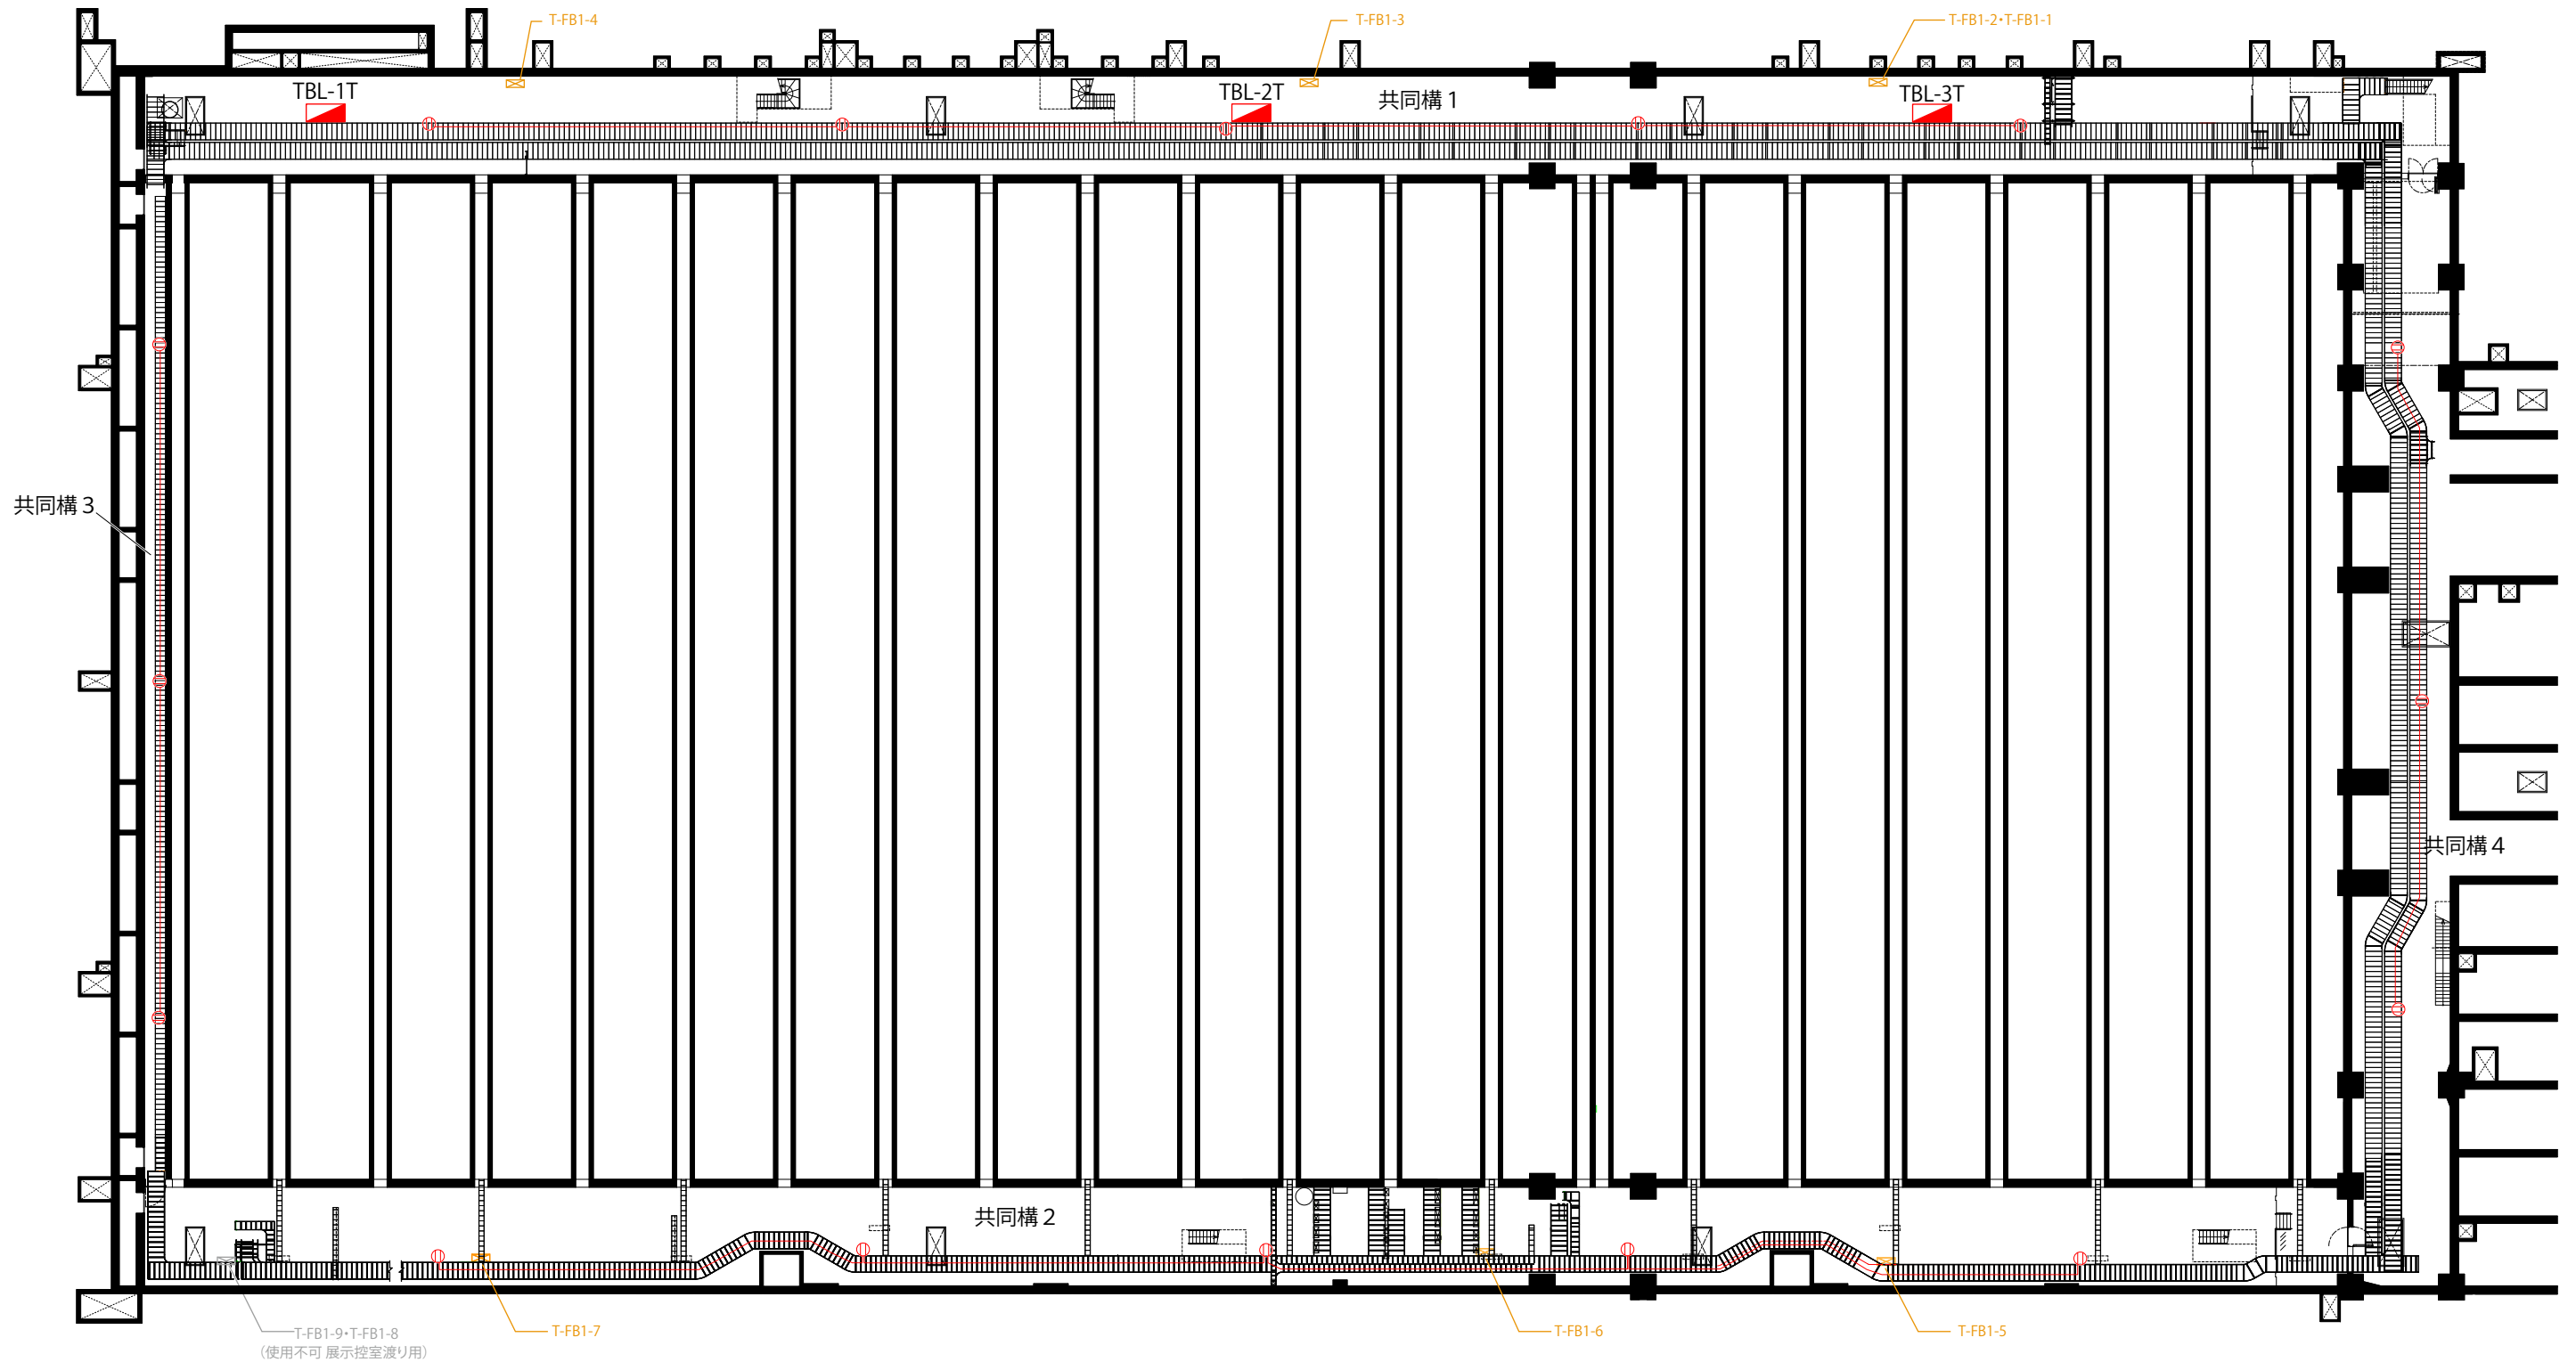 T-FB1-4
T-FB1-3
T-FB1-2・T-FB1-1
TBL-1T
TBL-2T
共同構１
TBL-3T
共同構３
共同構４
共同構２
T-FB1-9・T-FB1-8
（使用不可 展示控室渡り用）
T-FB1-7
T-FB1-6
T-FB1-5